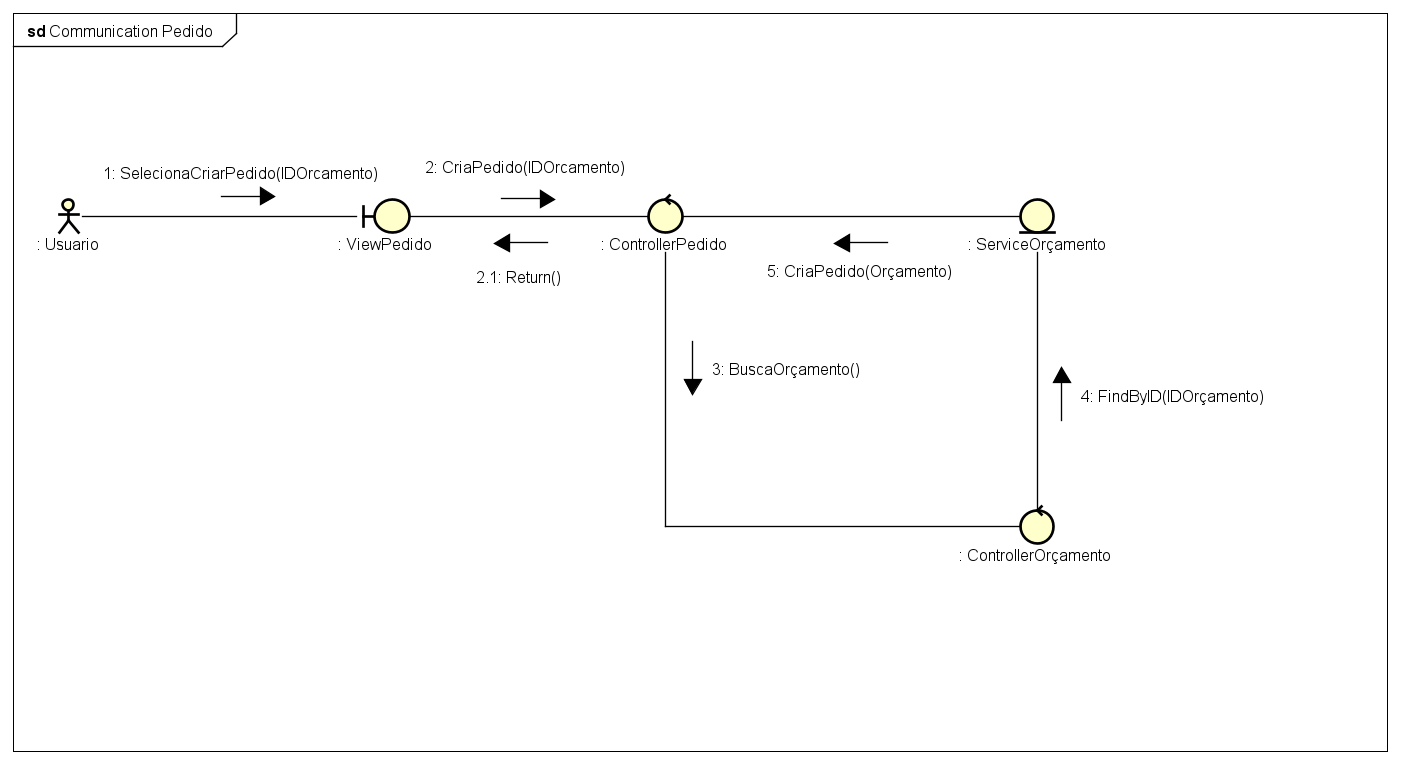 sd Communication Pedido
1: SelecionaCriarPedido(IDOrcamento)
2: CriaPedido(IDOrcamento)
: Usuario
: ViewPedido
: ControllerPedido
: ServiceOrçamento
2.1: Return()
5: CriaPedido(Orçamento)
3: BuscaOrçamento()
4: FindByID(IDOrçamento)
: ControllerOrçamento